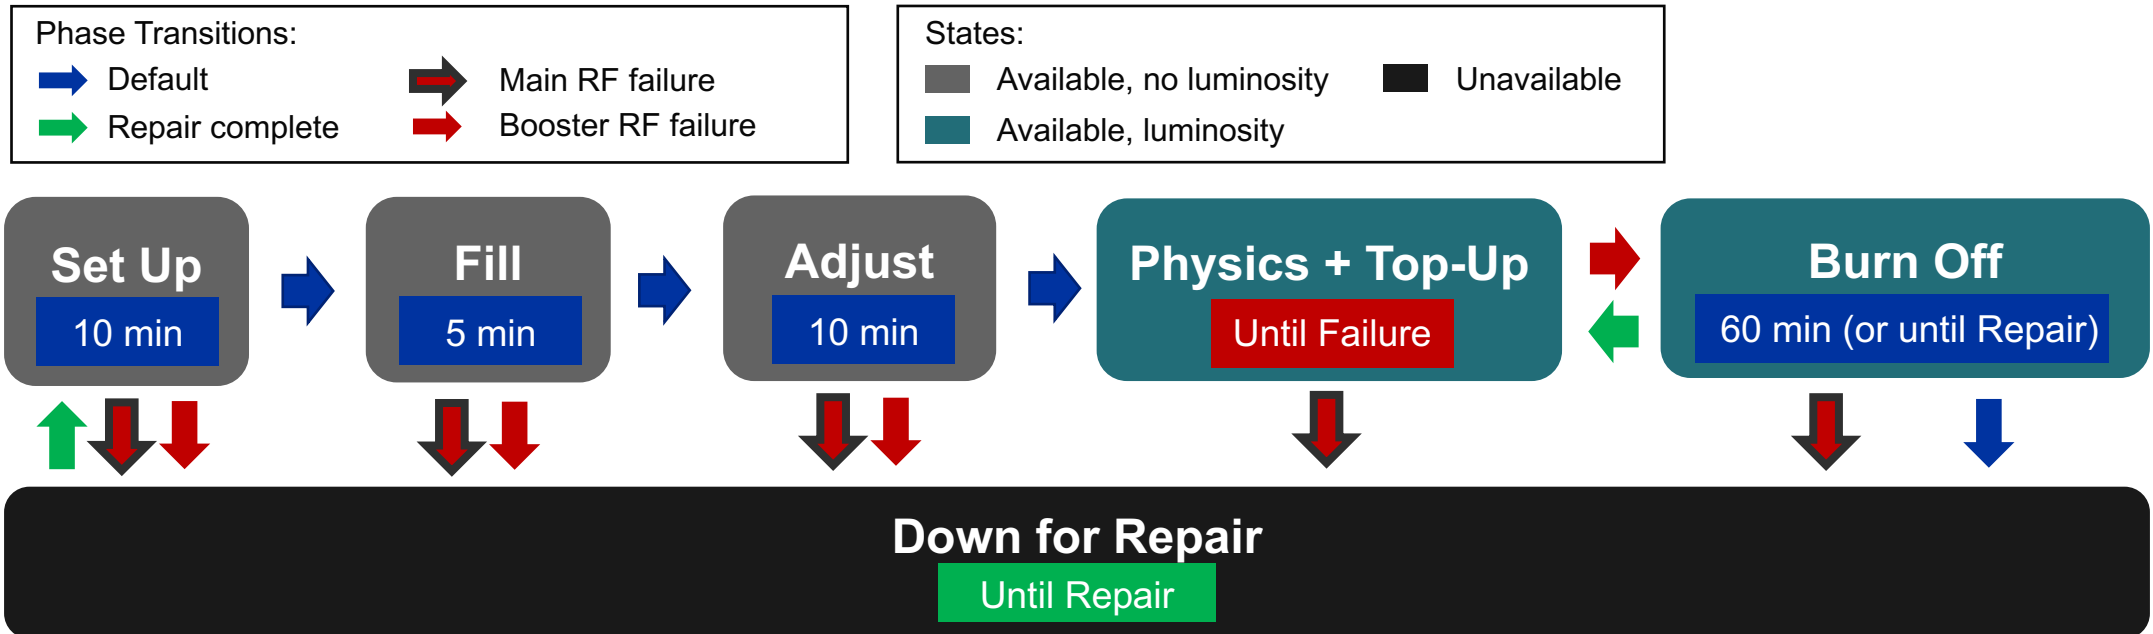 Phase Transitions:
Default
Main RF failure
Repair complete
Booster RF failure
States:
Available, no luminosity
Unavailable
Available, luminosity
Set Up
10 min
Fill
5 min
Adjust
10 min
Physics + Top-Up
Until Failure
Burn Off
60 min (or until Repair)
Down for Repair
Until Repair